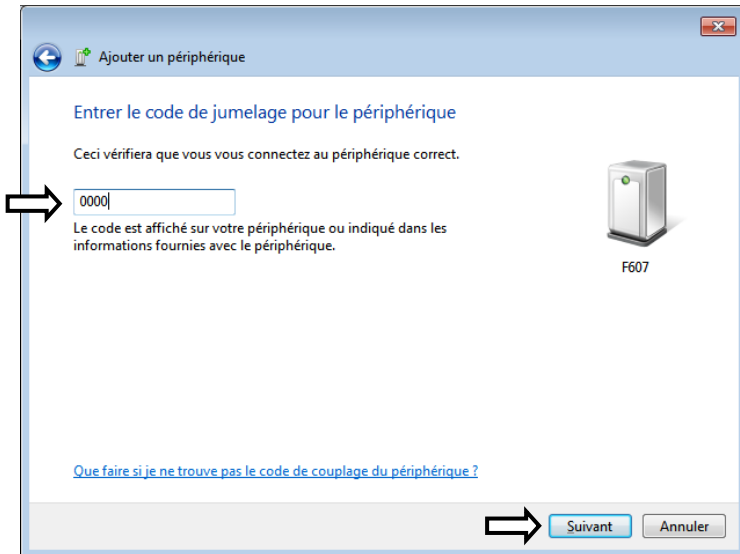 Ajouter un périphérique
Entrer le code de jumelage pour le périphérique
Ceci vérifiera que vous vous connectez au périphérique correct.
0000
Le code est affiché sur votre périphérique ou indiqué dans les
informations fournies avec le périphérique.
F607
Que faire si je ne trouve pas le code de couplage du périphérique ?
Suivant
Annuler